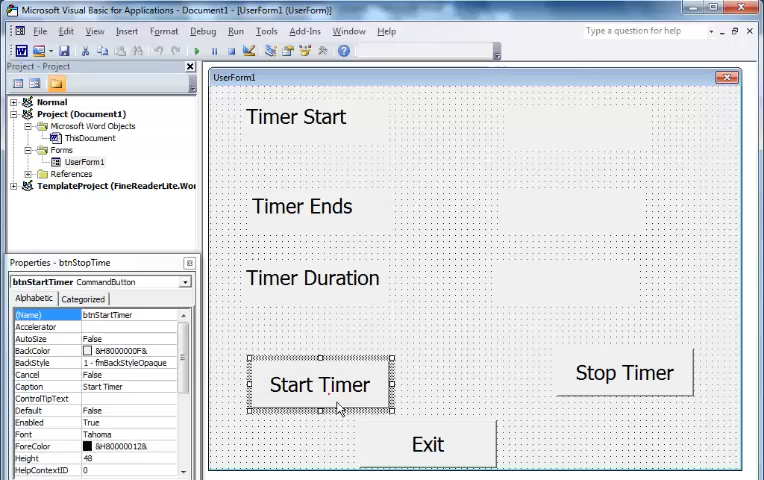 Microsoft Visual Basic for Applications - Document1 - [UserForm1 (UserForm)]
File Edit View Insert Format Debug Run Tools Add-Ins Window Help
Type a question for help
Project - Project
Normal
Project (Document1)
Microsoft Word Objects
ThisDocument
Forms
UserForm1
References
TemplateProject (FineReaderLite.Wor
Properties - btnStopTime
btnStartTimer CommandButton
Alphabetic Categorized
(Name) btnStartTimer
Accelerator
AutoSize False
BackColor &H8000000F&
BackStyle 1 - fmBackStyleOpaque
Cancel False
Caption Start Timer
ControlTipText
Default False
Enabled True
Font Tahoma
ForeColor &H80000012&
Height 48
HelpContextID 0
UserForm1
Timer Start
Timer Ends
Timer Duration
Start Timer
Stop Timer
Exit